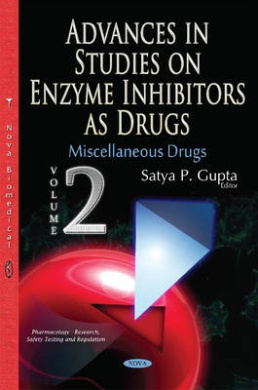 ADVANCES IN
STUDIES ON
ENZYME INHIBITORS
AS DRUGS
Miscellaneous Drugs
Satya P. Gupta
Editor
VOLUME
2
Nova Biomedical
Pharmacology - Research,
Safety Testing and Regulation
NOVA